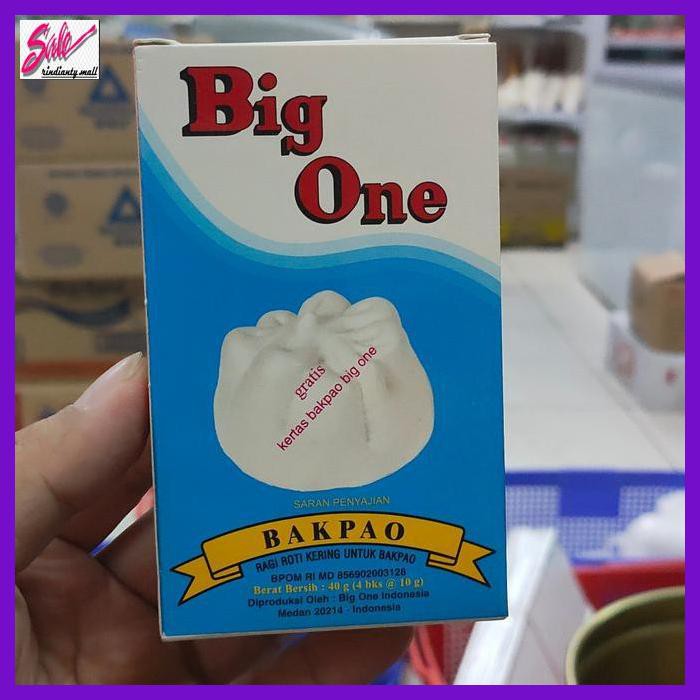 Sale
rindianty mall
Big
One
gratis
kertas bakpao big one
SARAN PENYAJIAN
BAKPAO
RAGI ROTI KERING UNTUK BAKPAO
BPOM RI MD 856902003128
Berat Bersih : 40 g (4 bks @ 10 g)
Diproduksi Oleh : Big One Indonesia
Medan 20214 - Indonesia